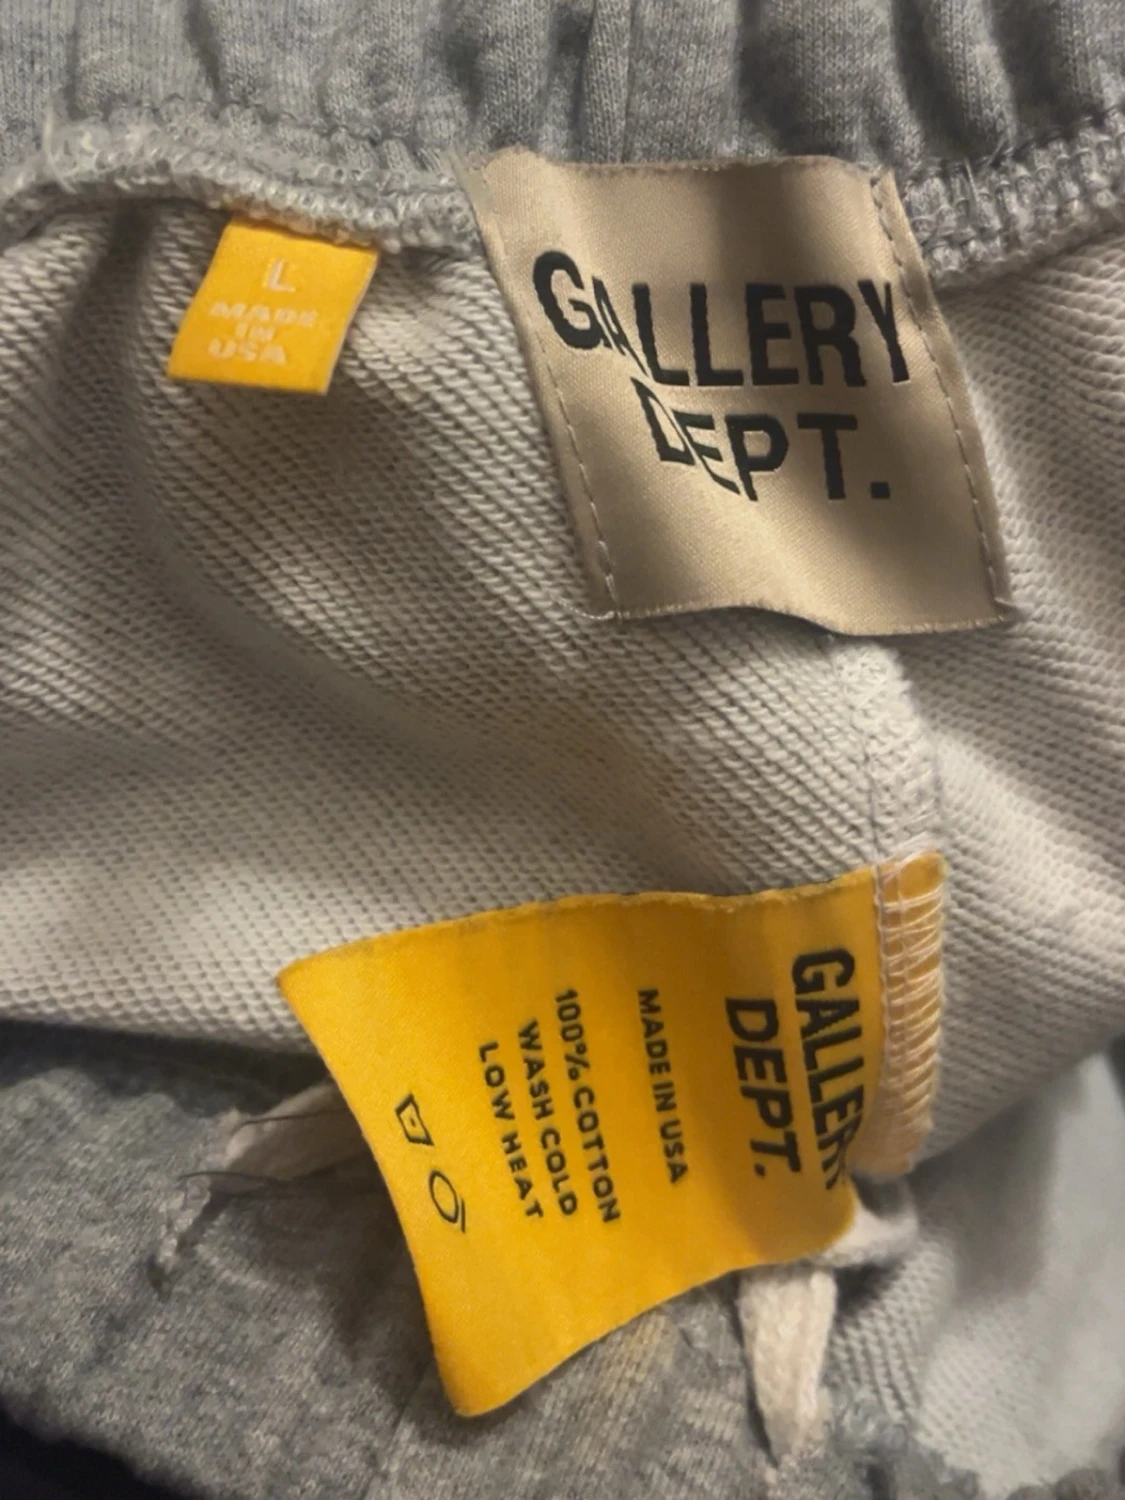 L
MADE
IN
USA
GALLERY
DEPT.
GALLERY
DEPT.
MADE IN USA
100% COTTON
WASH COLD
LOW HEAT